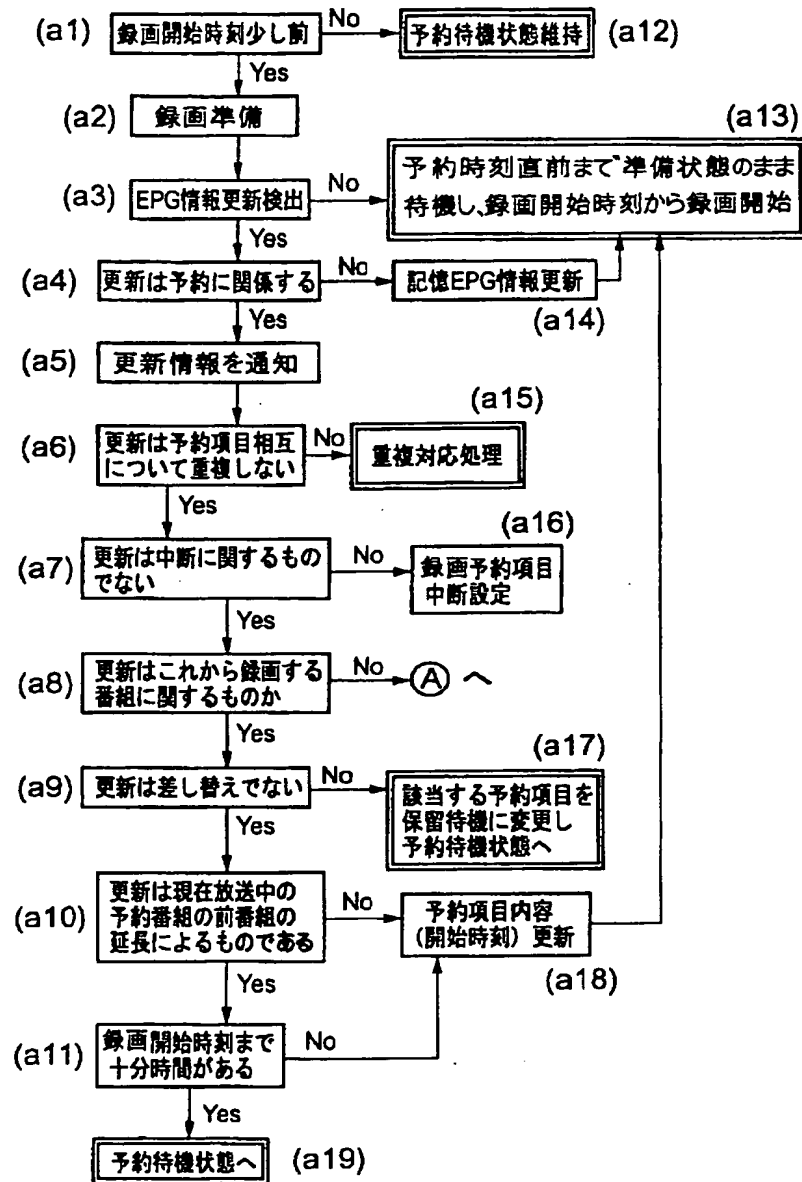 (a1)
録画開始時刻少し前
No
予約待機状態維持
(a12)
Yes
(a2)
録画準備
(a13)
予約時刻直前まで準備状態のまま
待機し、録画開始時刻から録画開始
(a3)
EPG情報更新検出
No
Yes
(a4)
更新は予約に関係する
No
記憶EPG情報更新
(a14)
Yes
(a5)
更新情報を通知
(a15)
(a6)
更新は予約項目相互
について重複しない
No
重複対応処理
Yes
(a16)
(a7)
更新は中断に関するもの
でない
No
録画予約項目
中断設定
Yes
(a8)
更新はこれから録画する
番組に関するものか
No
Aへ
Yes
(a17)
(a9)
更新は差し替えでない
No
該当する予約項目を
保留待機に変更し
予約待機状態へ
Yes
(a10)
更新は現在放送中の
予約番組の前番組の
延長によるものである
No
予約項目内容
(開始時刻)更新
(a18)
Yes
(a11)
録画開始時刻まで
十分時間がある
No
Yes
予約待機状態へ
(a19)